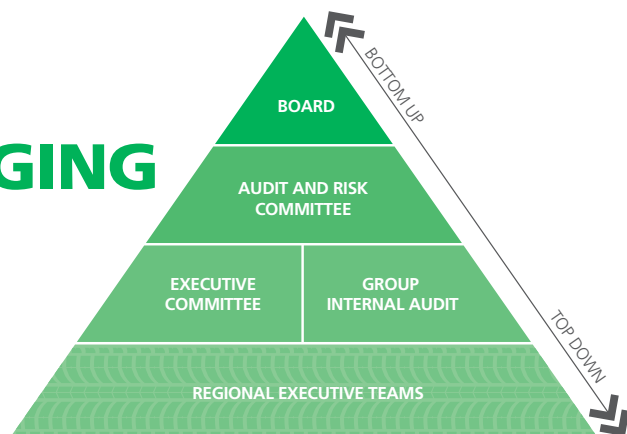 BOTTOM UP
BOARD
GING
AUDIT AND RISK
COMMITTEE
EXECUTIVE
COMMITTEE
GROUP
INTERNAL AUDIT
TOP DOWN
REGIONAL EXECUTIVE TEAMS